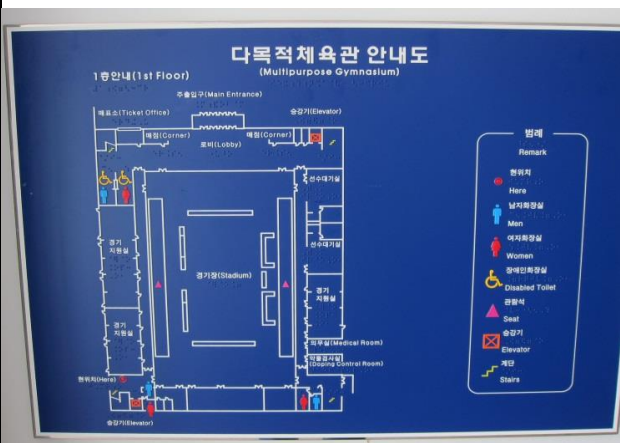 다목적체육관 안내도
(Multipurpose Gymnasium)
1층안내(1st Floor)
주출입구(Main Entrance)
매표소(Ticket Office)
승강기(Elevator)
매점(Corner)
매점(Corner)
로비(Lobby)
선수대기실
선수대기실
경기
지원실
경기장(Stadium)
경기
지원실
경기
지원실
의무실(Medical Room)
약물검사실
(Doping Control Room)
현위치(Here)
승강기(Elevator)
범례
Remark
현위치
Here
남자화장실
Men
여자화장실
Women
장애인화장실
Disabled Toilet
관람석
Seat
승강기
Elevator
계단
Stairs